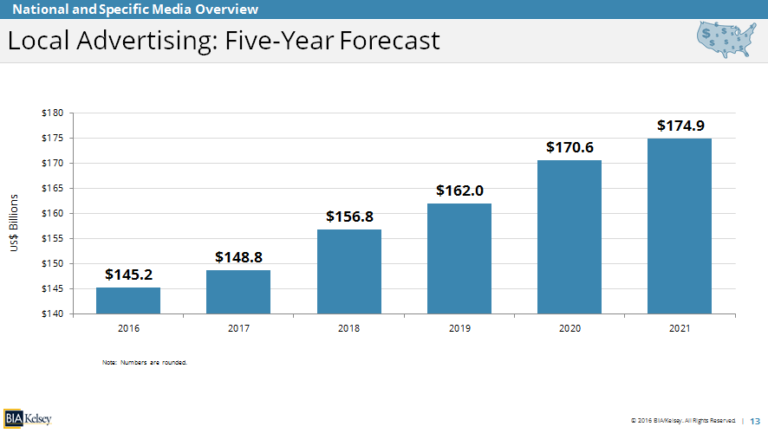 National and Specific Media Overview
Local Advertising: Five-Year Forecast
US$ Billions
$180
$175
$170
$165
$160
$155
$150
$145
$140
$145.2
$148.8
$156.8
$162.0
$170.6
$174.9
2016 2017 2018 2019 2020 2021
Note: Numbers are rounded.
BIA Kelsey
© 2016 BIA/Kelsey. All Rights Reserved. | 13